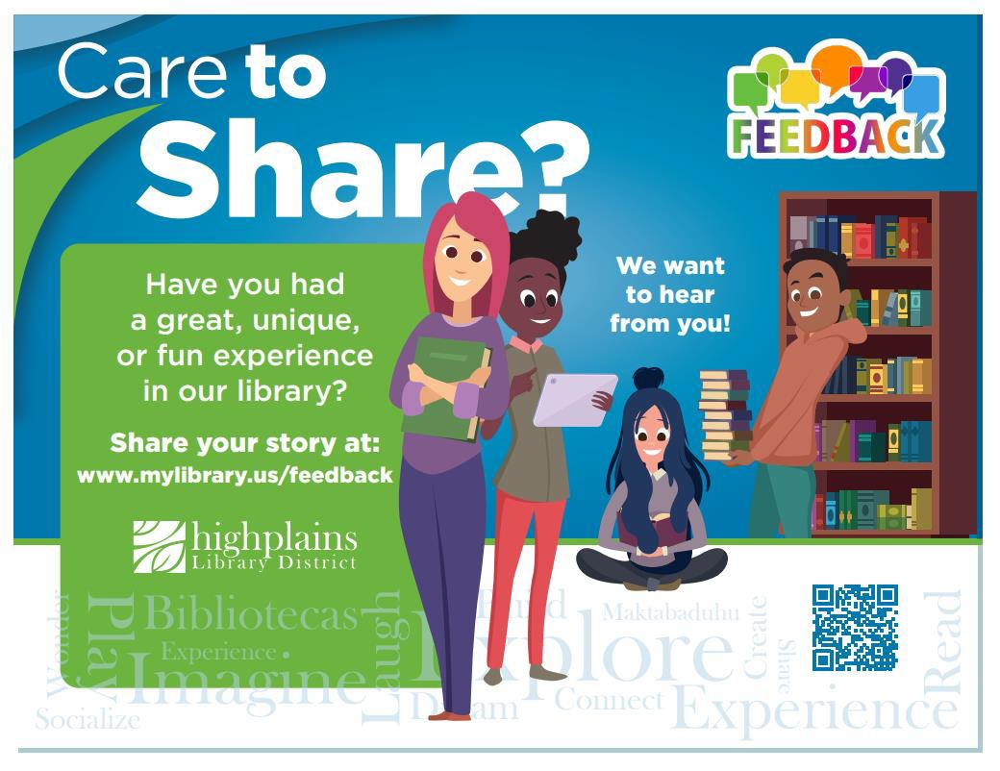 Care to
Share?
FEEDBACK
Have you had
a great, unique,
or fun experience
in our library?
Share your story at:
www.mylibrary.us/feedback
We want
to hear
from you!
highplains
Library District
Wonder
Play
Bibliotecas
Experience
Imagine
Laugh
Socialize
Build
Explore
Maktabaduhu
Create
Share
Read
Dream
Connect
Experience